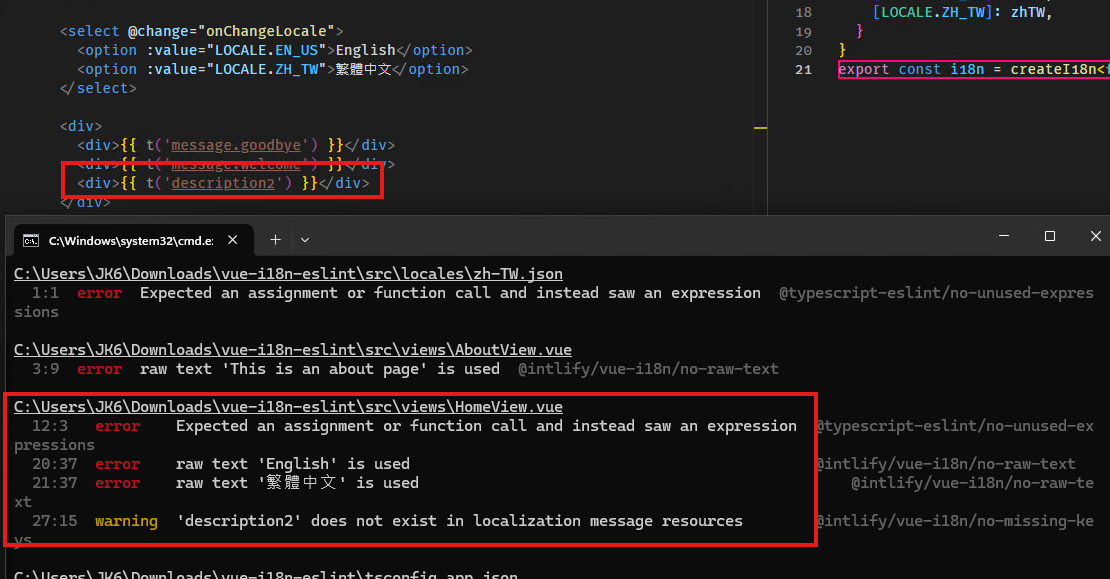 <select @change="onChangeLocale">
<option :value="LOCALE.EN_US">English</option>
<option :value="LOCALE.ZH_TW">繁體中文</option>
</select>
<div>
<div>{{ t('message.goodbye') }}</div>
<div>{{ t('message.welcome') }}</div>
<div>{{ t('description2') }}</div>
</div>
18 [LOCALE.ZH_TW]: zhTW,
19 }
20 }
21 export const i18n = createI18n<
C:\Windows\system32\cmd.e
C:\Users\JK6\Downloads\vue-i18n-eslint\src\locales\zh-TW.json
1:1 error Expected an assignment or function call and instead saw an expression @typescript-eslint/no-unused-expres
sions
C:\Users\JK6\Downloads\vue-i18n-eslint\src\views\AboutView.vue
3:9 error raw text 'This is an about page' is used @intlify/vue-i18n/no-raw-text
C:\Users\JK6\Downloads\vue-i18n-eslint\src\views\HomeView.vue
12:3 error Expected an assignment or function call and instead saw an expression @typescript-eslint/no-unused-ex
pressions
20:37 error raw text 'English' is used @intlify/vue-i18n/no-raw-text
21:37 error raw text '繁體中文' is used @intlify/vue-i18n/no-raw-te
xt
27:15 warning 'description2' does not exist in localization message resources @intlify/vue-i18n/no-missing-ke
ys
C:\Users\JK6\Downloads\vue-i18n-eslint\tsconfig.app.json